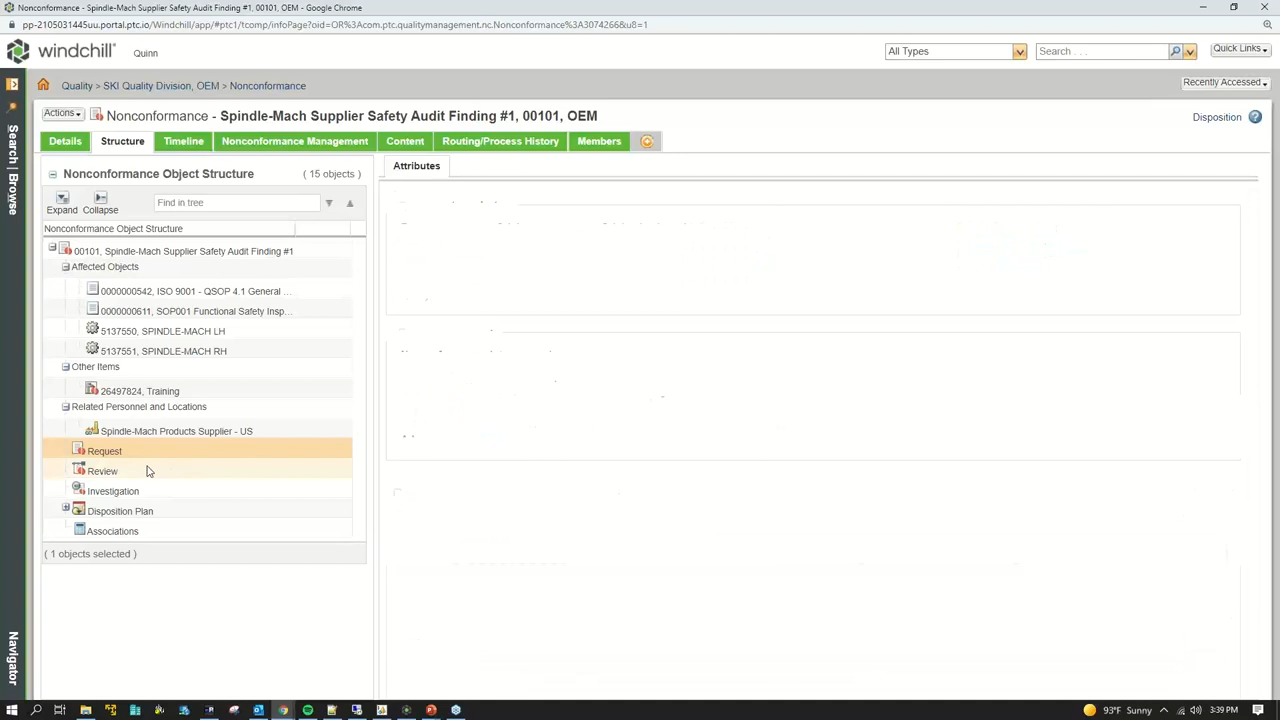 Nonconformance - Spindle-Mach Supplier Safety Audit Finding #1, 00101, OEM - Google Chrome
pp-2105031445uu.portal.ptc.io/Windchill/app/#ptc1/tcomp/infoPage?oid=OR%3Acom.ptc.qualitymanagement.nc.Nonconformance%3A3074266&u8=1
windchill Quinn All Types Search . . . Quick Links
Quality > SKI Quality Division, OEM > Nonconformance Recently Accessed
Actions Nonconformance - Spindle-Mach Supplier Safety Audit Finding #1, 00101, OEM Disposition
Details Structure Timeline Nonconformance Management Content Routing/Process History Members
Search | Browse
Nonconformance Object Structure ( 15 objects ) Attributes
Expand Collapse Find in tree
Nonconformance Object Structure
00101, Spindle-Mach Supplier Safety Audit Finding #1
Affected Objects
0000000542, ISO 9001 - QSOP 4.1 General ...
0000000611, SOP001 Functional Safety Insp...
5137550, SPINDLE-MACH LH
5137551, SPINDLE-MACH RH
Other Items
26497824, Training
Related Personnel and Locations
Spindle-Mach Products Supplier - US
Request
Review
Investigation
Disposition Plan
Associations
( 1 objects selected )
Navigator
93°F Sunny 3:39 PM